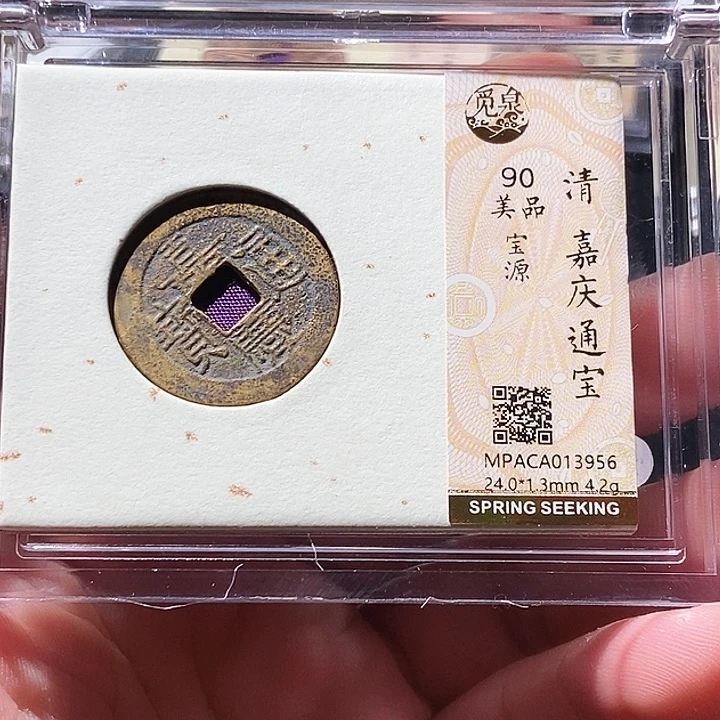 觅泉
90
美品
宝源
清 嘉庆通宝
MPACA013956
24.0*1.3mm 4.2g
SPRING SEEKING